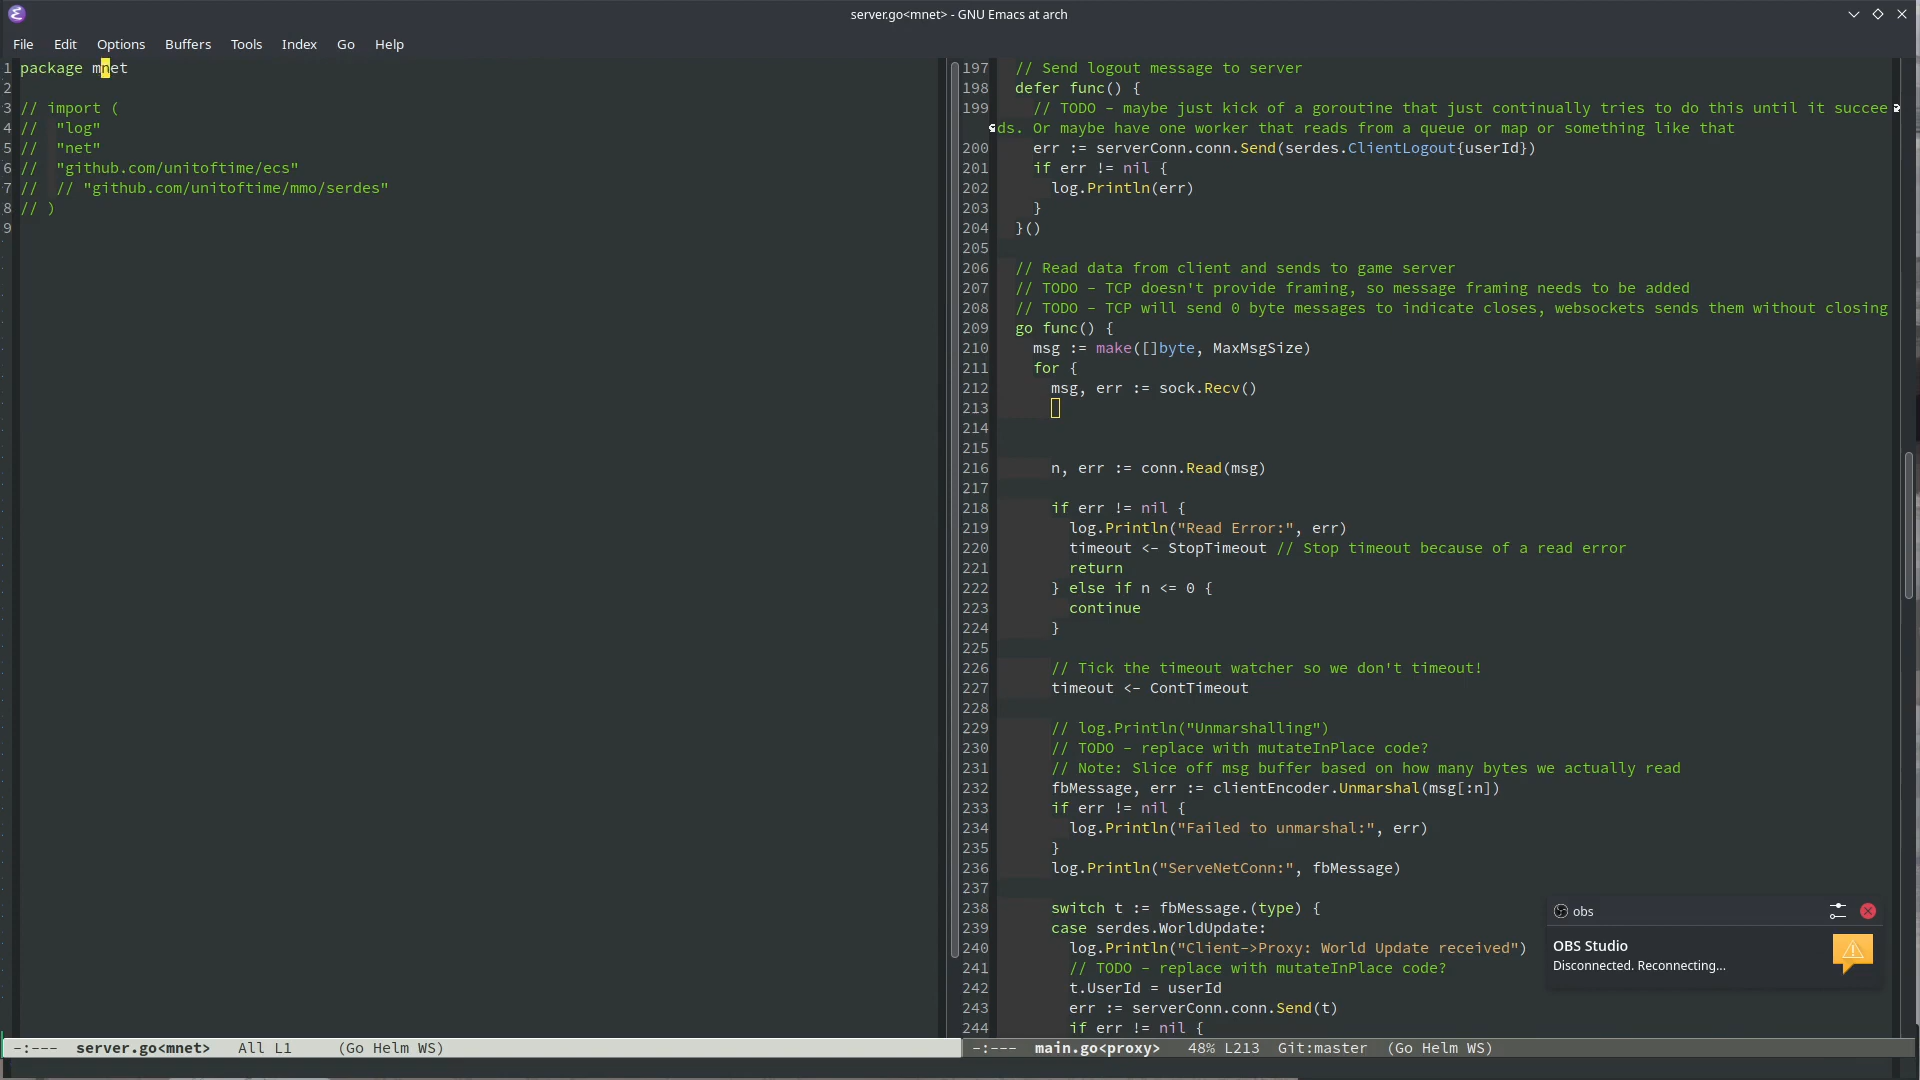 server.go<mnet> - GNU Emacs at arch
File Edit Options Buffers Tools Index Go Help
1 package mnet
2
3 // import (
4 //  "log"
5 //  "net"
6 //  "github.com/unitoftime/ecs"
7 //  // "github.com/unitoftime/mmo/serdes"
8 // )
9
197 // Send logout message to server
198 defer func() {
199 // TODO - maybe just kick of a goroutine that just continually tries to do this until it succee
ds. Or maybe have one worker that reads from a queue or map or something like that
200 err := serverConn.conn.Send(serdes.ClientLogout{userId})
201 if err != nil {
202 log.Println(err)
203 }
204 }()
205
206 // Read data from client and sends to game server
207 // TODO - TCP doesn't provide framing, so message framing needs to be added
208 // TODO - TCP will send 0 byte messages to indicate closes, websockets sends them without closing
209 go func() {
210 msg := make([]byte, MaxMsgSize)
211 for {
212 msg, err := sock.Recv()
213
214
215
216 n, err := conn.Read(msg)
217
218 if err != nil {
219 log.Println("Read Error:", err)
220 timeout <- StopTimeout // Stop timeout because of a read error
221 return
222 } else if n <= 0 {
223 continue
224 }
225
226 // Tick the timeout watcher so we don't timeout!
227 timeout <- ContTimeout
228
229 // log.Println("Unmarshalling")
230 // TODO - replace with mutateInPlace code?
231 // Note: Slice off msg buffer based on how many bytes we actually read
232 fbMessage, err := clientEncoder.Unmarshal(msg[:n])
233 if err != nil {
234 log.Println("Failed to unmarshal:", err)
235 }
236 log.Println("ServeNetConn:", fbMessage)
237
238 switch t := fbMessage.(type) {
239 case serdes.WorldUpdate:
240 log.Println("Client->Proxy: World Update received")
241 // TODO - replace with mutateInPlace code?
242 t.UserId = userId
243 err := serverConn.conn.Send(t)
244 if err != nil {
obs
OBS Studio
Disconnected. Reconnecting...
-:--- server.go<mnet> All L1 (Go Helm WS)
-:--- main.go<proxy> 48% L213 Git:master (Go Helm WS)